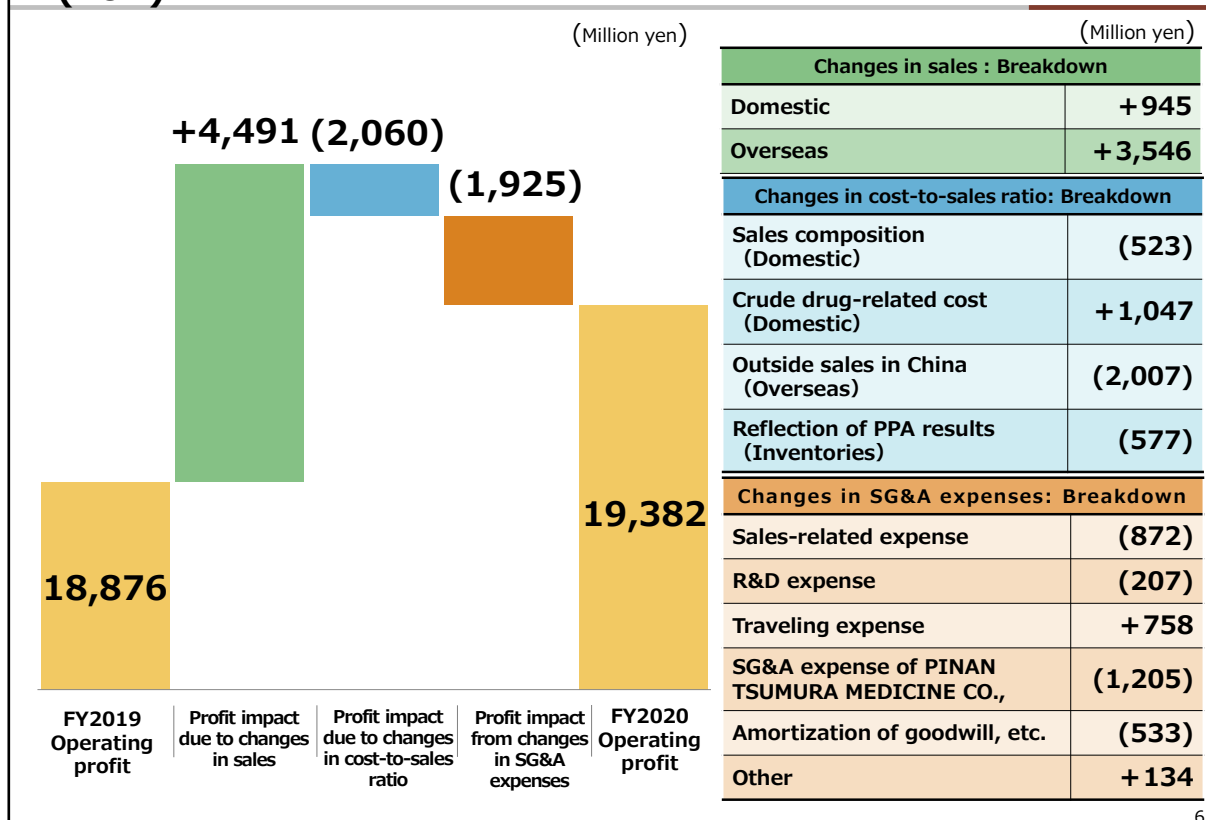 (Million yen)
+4,491
(2,060)
(1,925)
18,876
19,382
FY2019
Operating
profit
Profit impact
due to changes
in sales
Profit impact
due to changes
in cost-to-sales
ratio
Profit impact
from changes
in SG&A
expenses
FY2020
Operating
profit
(Million yen)
Changes in sales : Breakdown
Domestic +945
Overseas +3,546
Changes in cost-to-sales ratio: Breakdown
Sales composition
(Domestic) (523)
Crude drug-related cost
(Domestic) +1,047
Outside sales in China
(Overseas) (2,007)
Reflection of PPA results
(Inventories) (577)
Changes in SG&A expenses: Breakdown
Sales-related expense (872)
R&D expense (207)
Traveling expense +758
SG&A expense of PINAN
TSUMURA MEDICINE CO., (1,205)
Amortization of goodwill, etc. (533)
Other +134
6